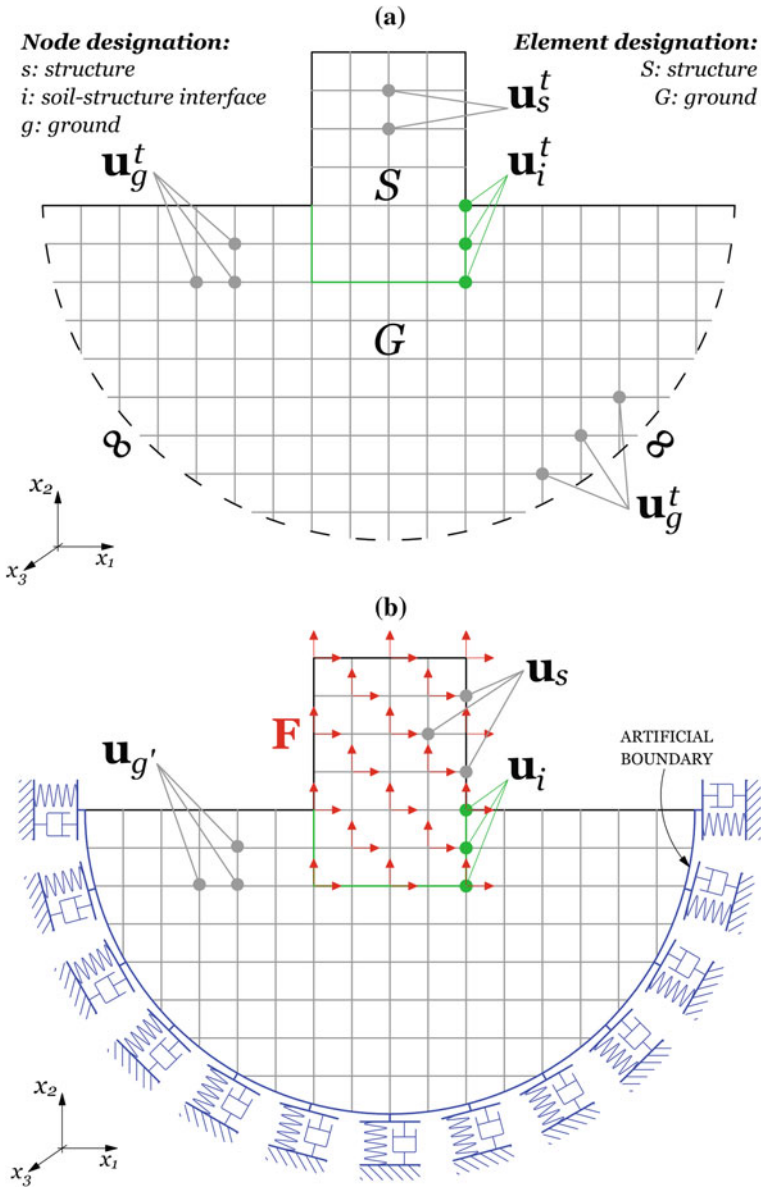 (a)
Node designation:
s: structure
i: soil-structure interface
g: ground
Element designation:
S: structure
G: ground
u_s^t
u_g^t
u_i^t
S
G
∞
∞
u_g^t
x_2
x_1
x_3
(b)
u_s
F
u_g'
u_i
ARTIFICIAL
BOUNDARY
x_2
x_1
x_3